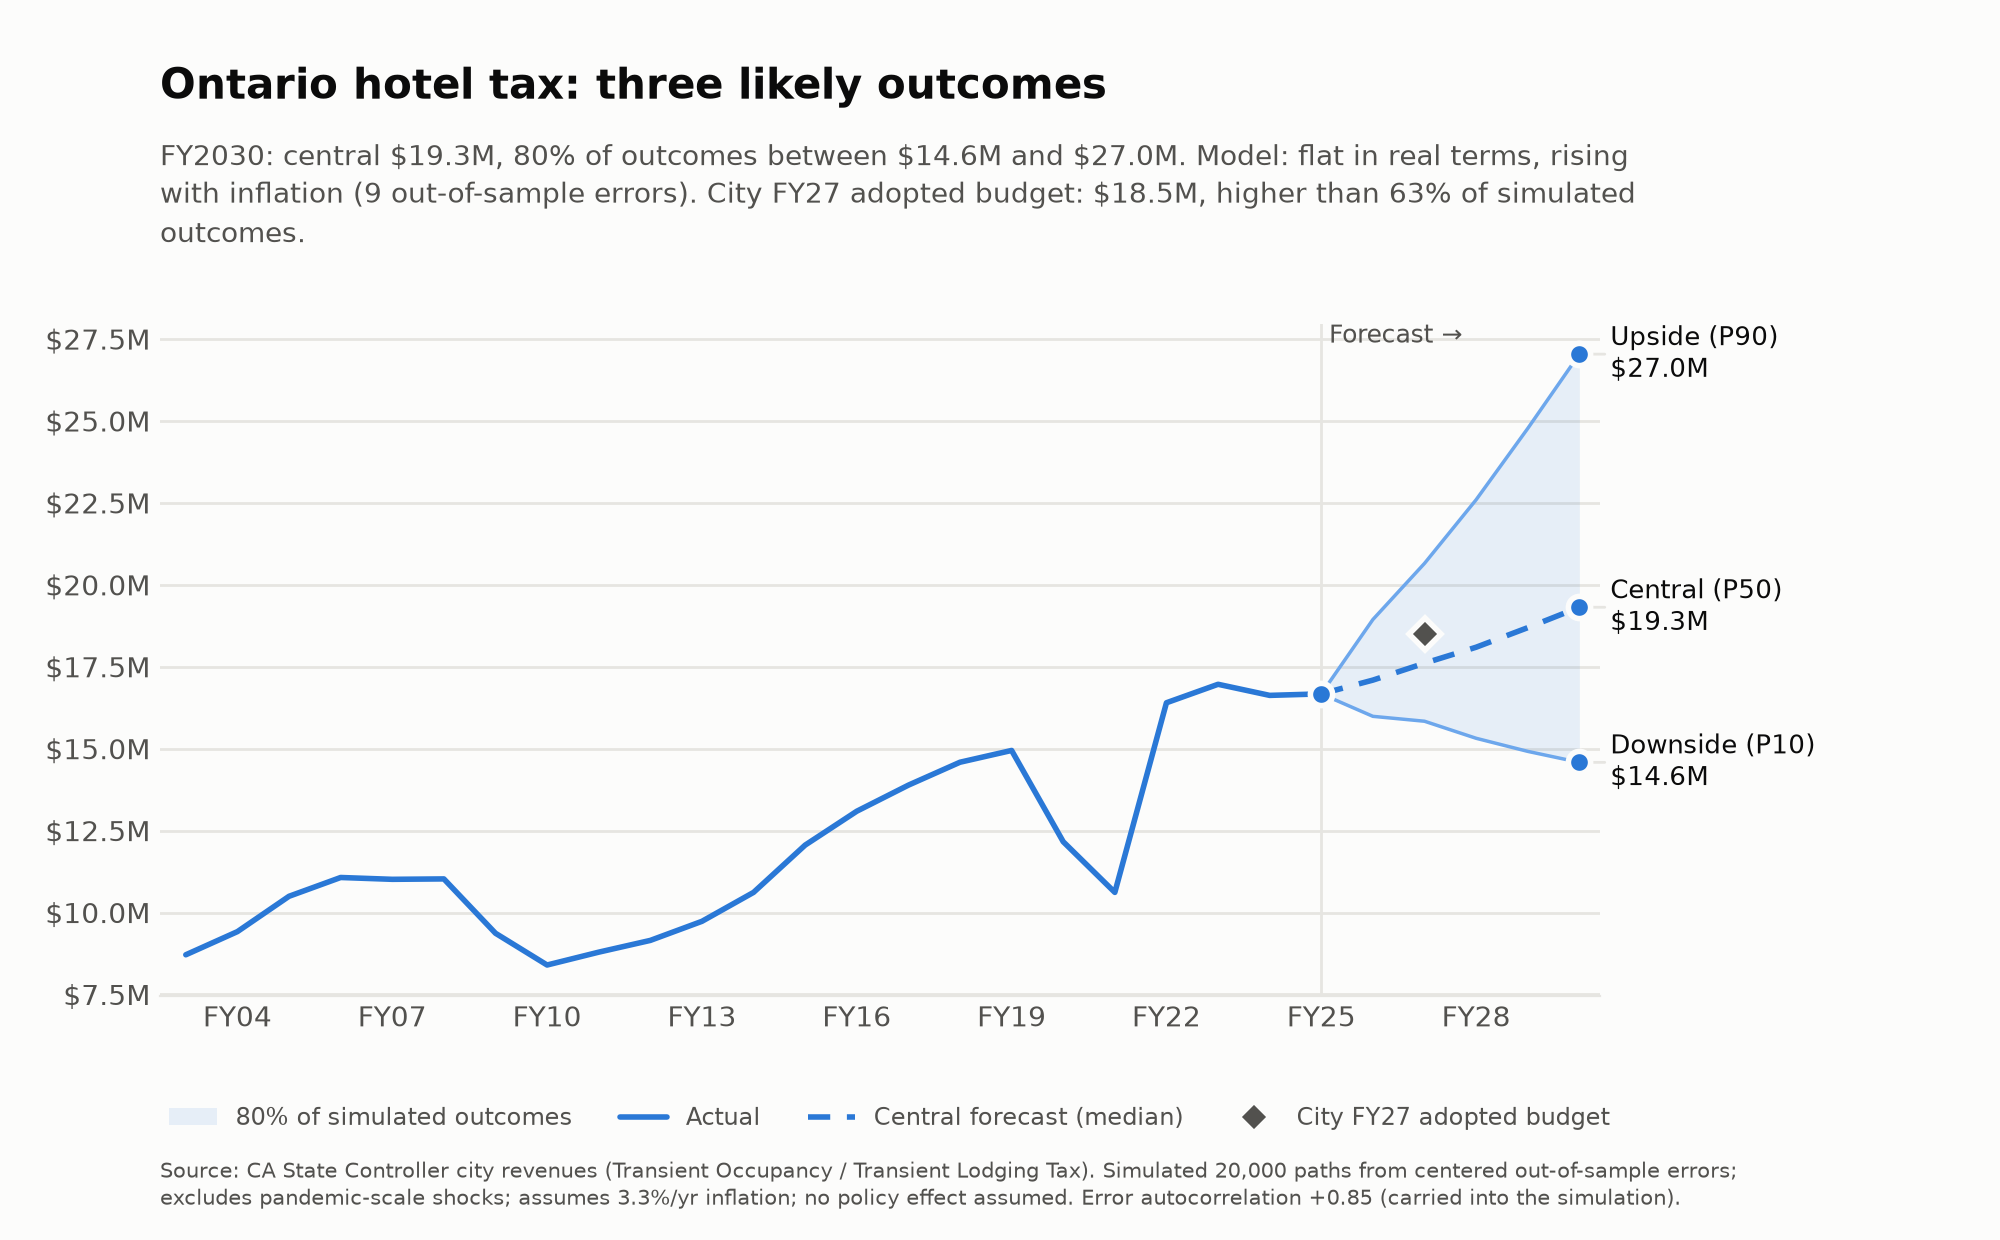 Ontario hotel tax: three likely outcomes
FY2030: central $19.3M, 80% of outcomes between $14.6M and $27.0M. Model: flat in real terms, rising
with inflation (9 out-of-sample errors). City FY27 adopted budget: $18.5M, higher than 63% of simulated
outcomes.
Forecast →
$27.5M
$25.0M
$22.5M
$20.0M
$17.5M
$15.0M
$12.5M
$10.0M
$7.5M
Upside (P90)
$27.0M
Central (P50)
$19.3M
Downside (P10)
$14.6M
FY04 FY07 FY10 FY13 FY16 FY19 FY22 FY25 FY28
80% of simulated outcomes Actual Central forecast (median) City FY27 adopted budget
Source: CA State Controller city revenues (Transient Occupancy / Transient Lodging Tax). Simulated 20,000 paths from centered out-of-sample errors;
excludes pandemic-scale shocks; assumes 3.3%/yr inflation; no policy effect assumed. Error autocorrelation +0.85 (carried into the simulation).